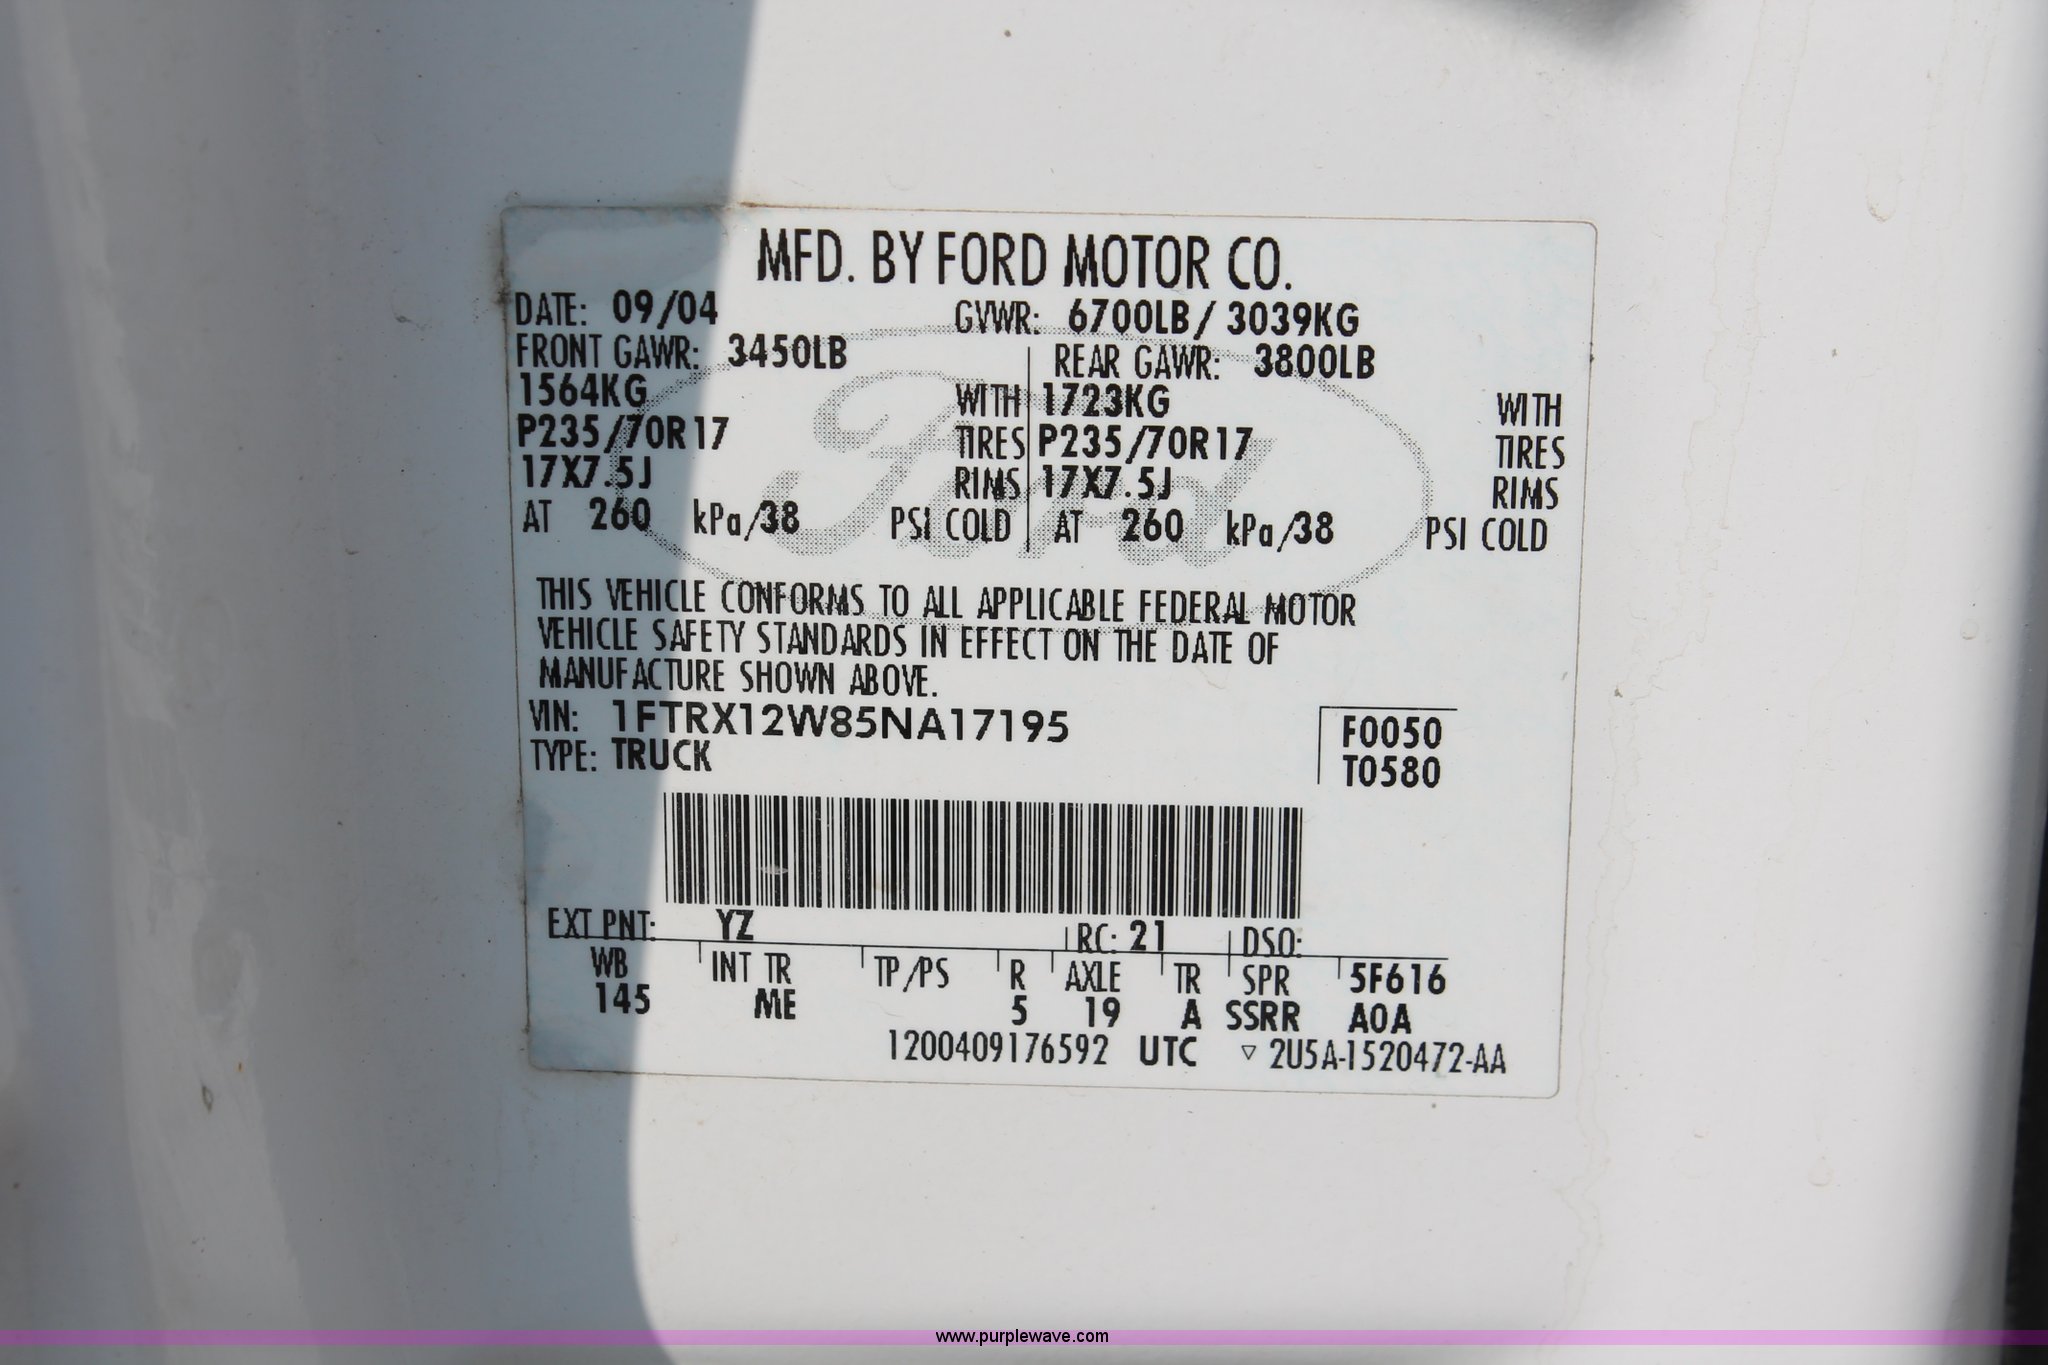 MFD. BY FORD MOTOR CO.
DATE: 09/04 GVWR: 6700LB/ 3039KG
FRONT GAWR: 3450LB REAR GAWR: 3800LB
1564KG WITH 1723KG WITH
P235/70R17 TIRES P235/70R17 TIRES
17X7.5J RIMS 17X7.5J RIMS
AT 260 kPa/38 PSI COLD AT 260 kPa/38 PSI COLD
Ford
THIS VEHICLE CONFORMS TO ALL APPLICABLE FEDERAL MOTOR
VEHICLE SAFETY STANDARDS IN EFFECT ON THE DATE OF
MANUFACTURE SHOWN ABOVE.
VIN: 1FTRX12W85NA17195 F0050
TYPE: TRUCK T0580
EXT PNT: YZ RC: 21 DSO:
WB INT TR TP/PS R AXLE TR SPR 5F616
145 ME 5 19 A SSRR A0A
1200409176592 UTC ▽ 2U5A-1520472-AA
www.purplewave.com